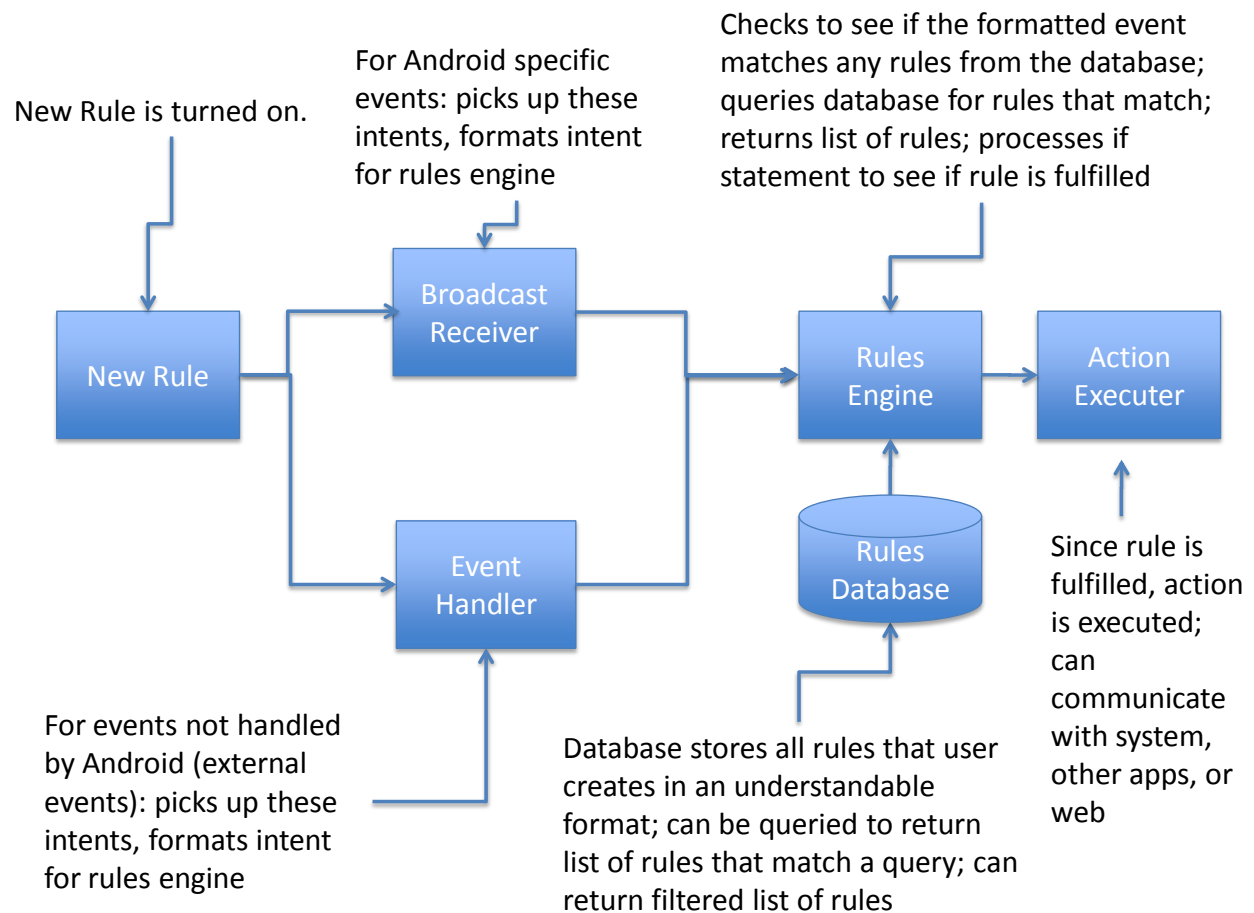 New Rule is turned on.
For Android specific
events: picks up these
intents, formats intent
for rules engine
Checks to see if the formatted event
matches any rules from the database;
queries database for rules that match;
returns list of rules; processes if
statement to see if rule is fulfilled
New Rule
Broadcast
Receiver
Event
Handler
Rules
Engine
Action
Executer
Rules
Database
For events not handled
by Android (external
events): picks up these
intents, formats intent
for rules engine
Database stores all rules that user
creates in an understandable
format; can be queried to return
list of rules that match a query; can
return filtered list of rules
Since rule is
fulfilled, action
is executed;
can
communicate
with system,
other apps, or
web